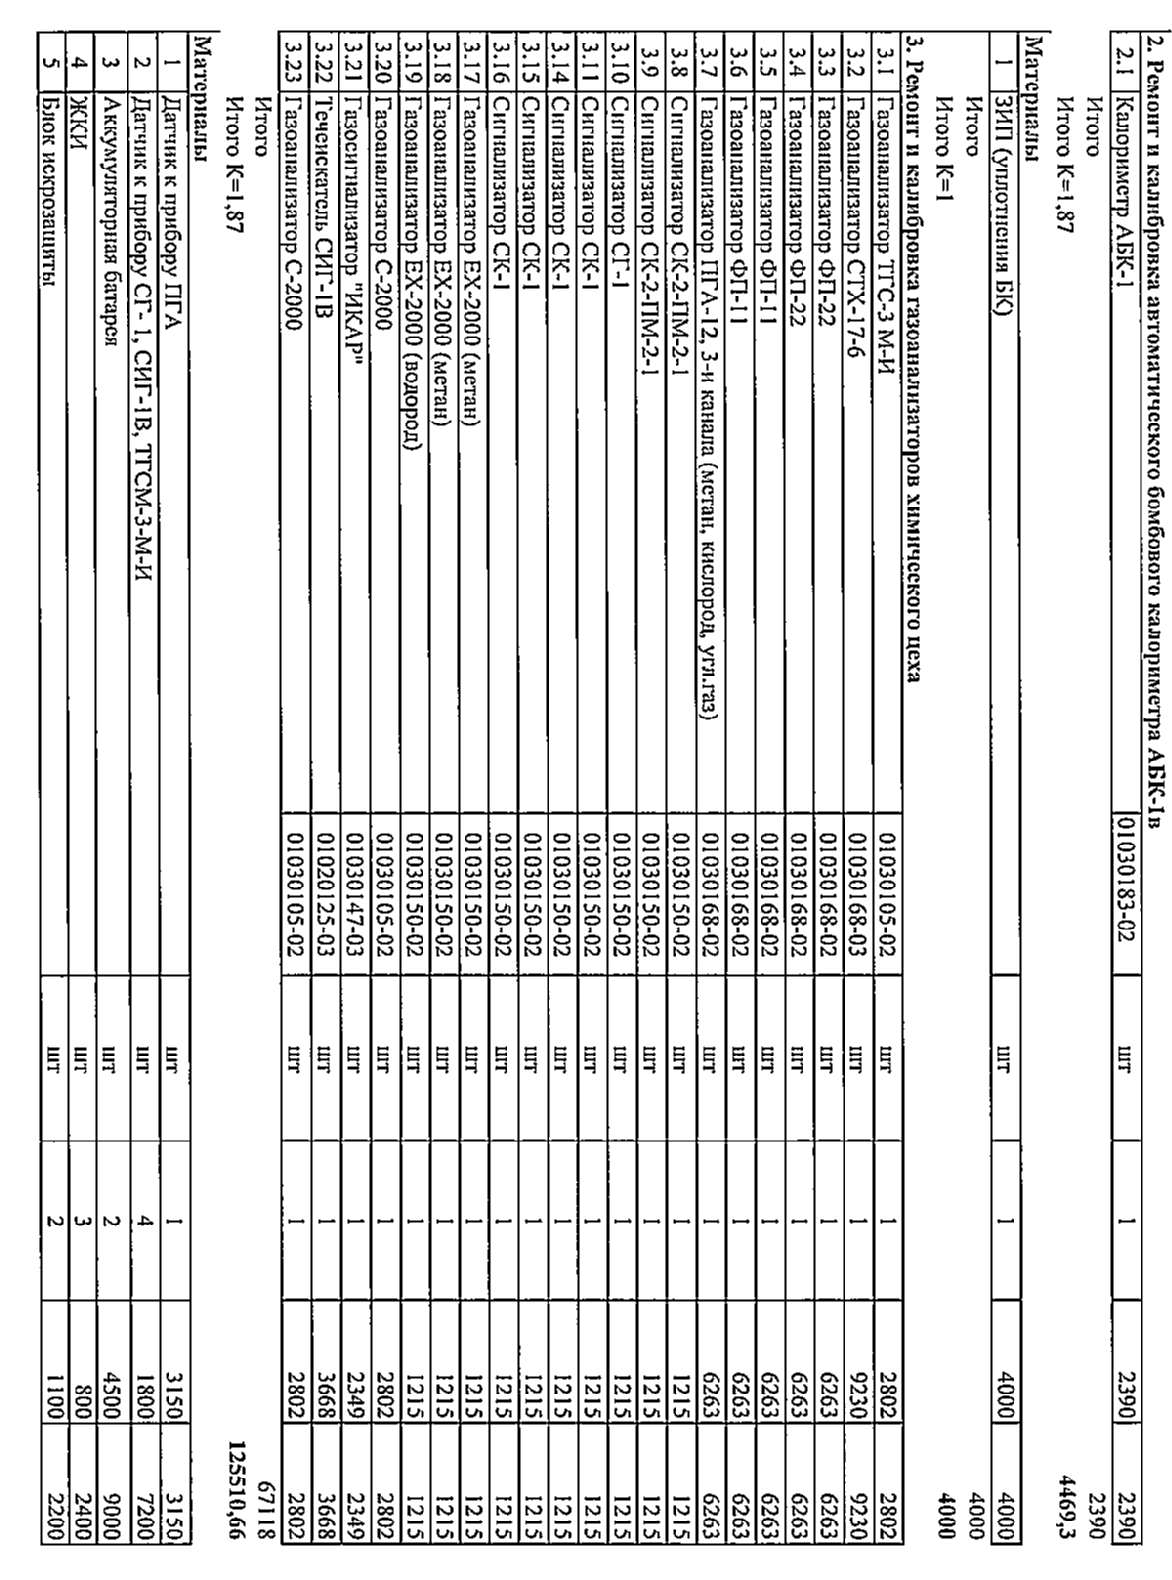 2. Ремонт и калибровка автоматического бомбового калориметра АБК-1в
2.1 Калориметр АБК-1 01030183-02 шт 1 2390 2390
Итого 2390
Итого К=1,87 4469,3
Материалы
1 ЗИП (уплотнения БК) шт 1 4000 4000
Итого 4000
Итого К=1 4000
3. Ремонт и калибровка газоанализаторов химического цеха
3.1 Газоанализатор ТГС-3 М-И 01030105-02 шт 1 2802 2802
3.2 Газоанализатор СТХ-17-6 01030168-03 шт 1 9230 9230
3.3 Газоанализатор ФП-22 01030168-02 шт 1 6263 6263
3.4 Газоанализатор ФП-22 01030168-02 шт 1 6263 6263
3.5 Газоанализатор ФП-11 01030168-02 шт 1 6263 6263
3.6 Газоанализатор ФП-11 01030168-02 шт 1 6263 6263
3.7 Газоанализатор ПГА-12, 3-и канала (метан, кислород, угл.газ) 01030168-02 шт 1 6263 6263
3.8 Сигнализатор СК-2-ПМ-2-1 01030150-02 шт 1 1215 1215
3.9 Сигнализатор СК-2-ПМ-2-1 01030150-02 шт 1 1215 1215
3.10 Сигнализатор СГ-1 01030150-02 шт 1 1215 1215
3.11 Сигнализатор СК-1 01030150-02 шт 1 1215 1215
3.14 Сигнализатор СК-1 01030150-02 шт 1 1215 1215
3.15 Сигнализатор СК-1 01030150-02 шт 1 1215 1215
3.16 Сигнализатор СК-1 01030150-02 шт 1 1215 1215
3.17 Газоанализатор ЕХ-2000 (метан) 01030150-02 шт 1 1215 1215
3.18 Газоанализатор ЕХ-2000 (метан) 01030150-02 шт 1 1215 1215
3.19 Газоанализатор ЕХ-2000 (водород) 01030150-02 шт 1 1215 1215
3.20 Газоанализатор С-2000 01030105-02 шт 1 2802 2802
3.21 Газосигнализатор "ИКАР" 01030147-03 шт 1 2349 2349
3.22 Течеискатель СИГ-1В 01020125-03 шт 1 3668 3668
3.23 Газоанализатор С-2000 01030105-02 шт 1 2802 2802
Итого 67118
Итого К=1,87 125510,66
Материалы
1 Датчик к прибору ПГА шт 1 3150 3150
2 Датчик к прибору СГ- 1, СИГ-1В, ТГСМ-3-М-И шт 4 1800 7200
3 Аккумуляторная батарея шт 2 4500 9000
4 ЖКИ шт 3 800 2400
5 Блок искрозащиты шт 2 1100 2200